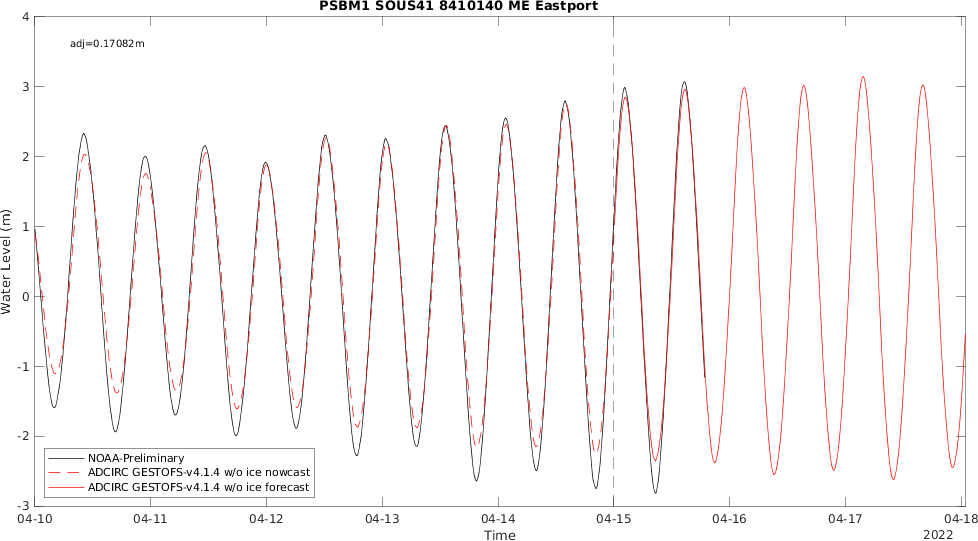 PSBM1 SOUS41 8410140 ME Eastport
adj=0.17082m
4
3
2
1
0
-1
-2
-3
Water Level (m)
NOAA-Preliminary
ADCIRC GESTOFS-v4.1.4 w/o ice nowcast
ADCIRC GESTOFS-v4.1.4 w/o ice forecast
04-10 04-11 04-12 04-13 04-14 04-15 04-16 04-17 04-18
Time
2022